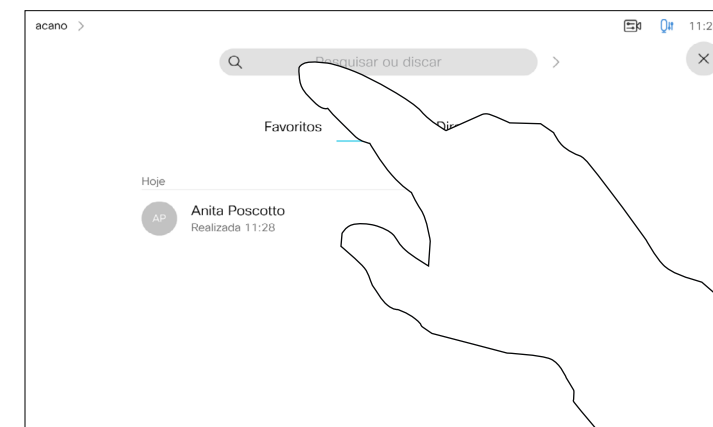 acano >
11:2
Pesquisar ou discar >
Favoritos
Hoje
AP Anita Poscotto
Realizada 11:28